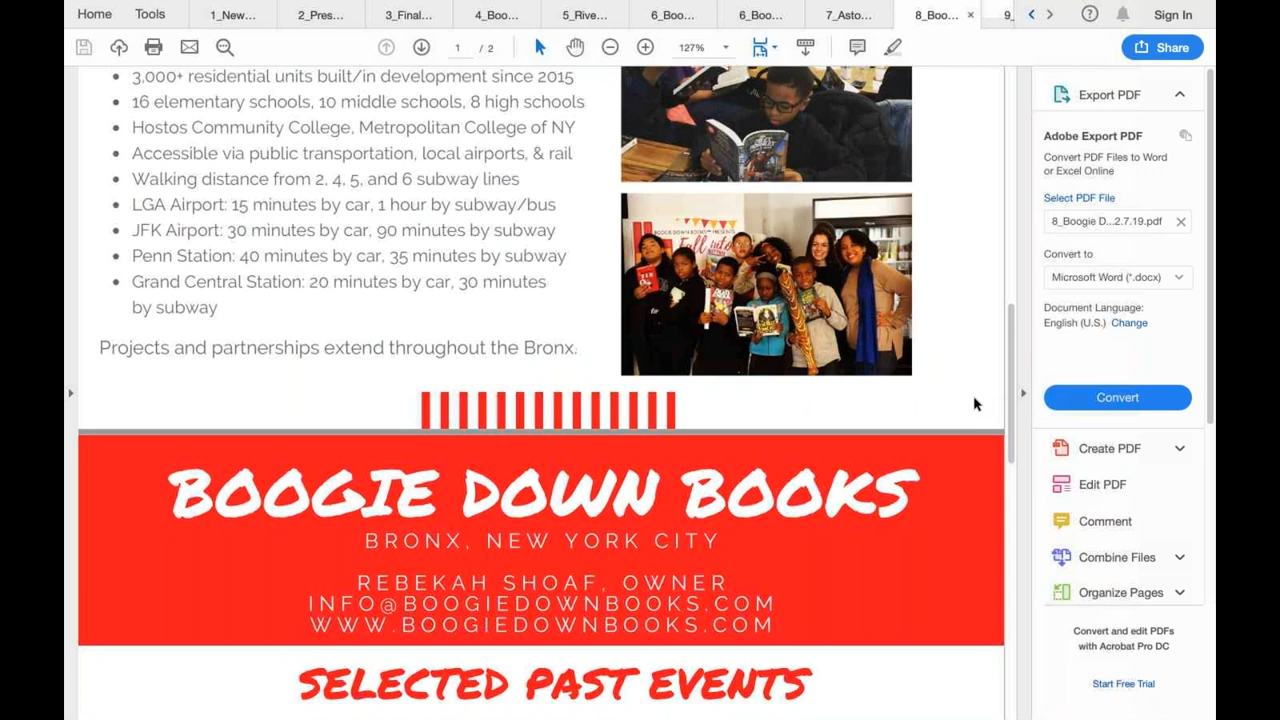 Home
Tools
1_New...
2_Pres...
3_Final...
4_Boo...
5_Rive...
6_Boo...
6_Boo...
7_Asto...
8_Boo...
9_
Sign In
1 / 2
127%
Share
3,000+ residential units built/in development since 2015
16 elementary schools, 10 middle schools, 8 high schools
Hostos Community College, Metropolitan College of NY
Accessible via public transportation, local airports, & rail
Walking distance from 2, 4, 5, and 6 subway lines
LGA Airport: 15 minutes by car, 1 hour by subway/bus
JFK Airport: 30 minutes by car, 90 minutes by subway
Penn Station: 40 minutes by car, 35 minutes by subway
Grand Central Station: 20 minutes by car, 30 minutes
by subway
Projects and partnerships extend throughout the Bronx.
BOOGIE DOWN BOOKS PRESENTS
Fall into
BOOGIE DOWN BOOKS
BRONX, NEW YORK CITY
REBEKAH SHOAF, OWNER
INFO@BOOGIEDOWNBOOKS.COM
WWW.BOOGIEDOWNBOOKS.COM
SELECTED PAST EVENTS
Export PDF
Adobe Export PDF
Convert PDF Files to Word
or Excel Online
Select PDF File
8_Boogie D...2.7.19.pdf
Convert to
Microsoft Word (*.docx)
Document Language:
English (U.S.) Change
Convert
Create PDF
Edit PDF
Comment
Combine Files
Organize Pages
Convert and edit PDFs
with Acrobat Pro DC
Start Free Trial